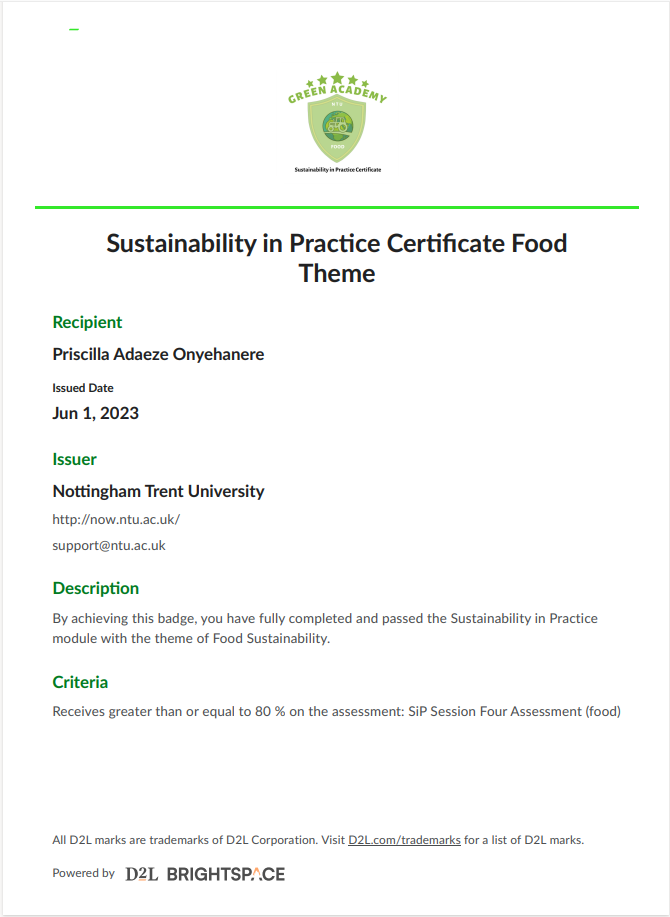 GREEN ACADEMY
NTU
FOOD
Sustainability in Practice Certificate
Sustainability in Practice Certificate Food
Theme
Recipient
Priscilla Adaeze Onyehanere
Issued Date
Jun 1, 2023
Issuer
Nottingham Trent University
http://now.ntu.ac.uk/
support@ntu.ac.uk
Description
By achieving this badge, you have fully completed and passed the Sustainability in Practice
module with the theme of Food Sustainability.
Criteria
Receives greater than or equal to 80 % on the assessment: SiP Session Four Assessment (food)
All D2L marks are trademarks of D2L Corporation. Visit D2L.com/trademarks for a list of D2L marks.
Powered by D2L BRIGHTSPACE